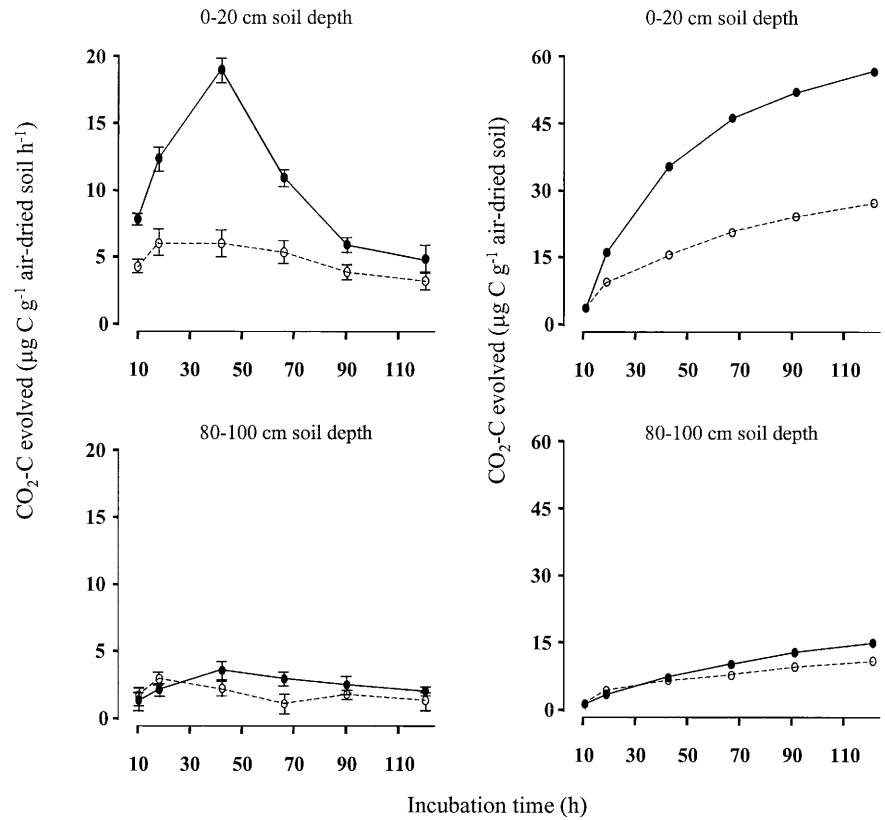 0-20 cm soil depth
20
15
10
5
0
10 30 50 70 90 110
0-20 cm soil depth
60
45
30
15
0
10 30 50 70 90 110
80-100 cm soil depth
20
15
10
5
0
10 30 50 70 90 110
80-100 cm soil depth
60
45
30
15
0
10 30 50 70 90 110
CO₂-C evolved (µg C g⁻¹ air-dried soil h⁻¹)
CO₂-C evolved (µg C g⁻¹ air-dried soil)
Incubation time (h)